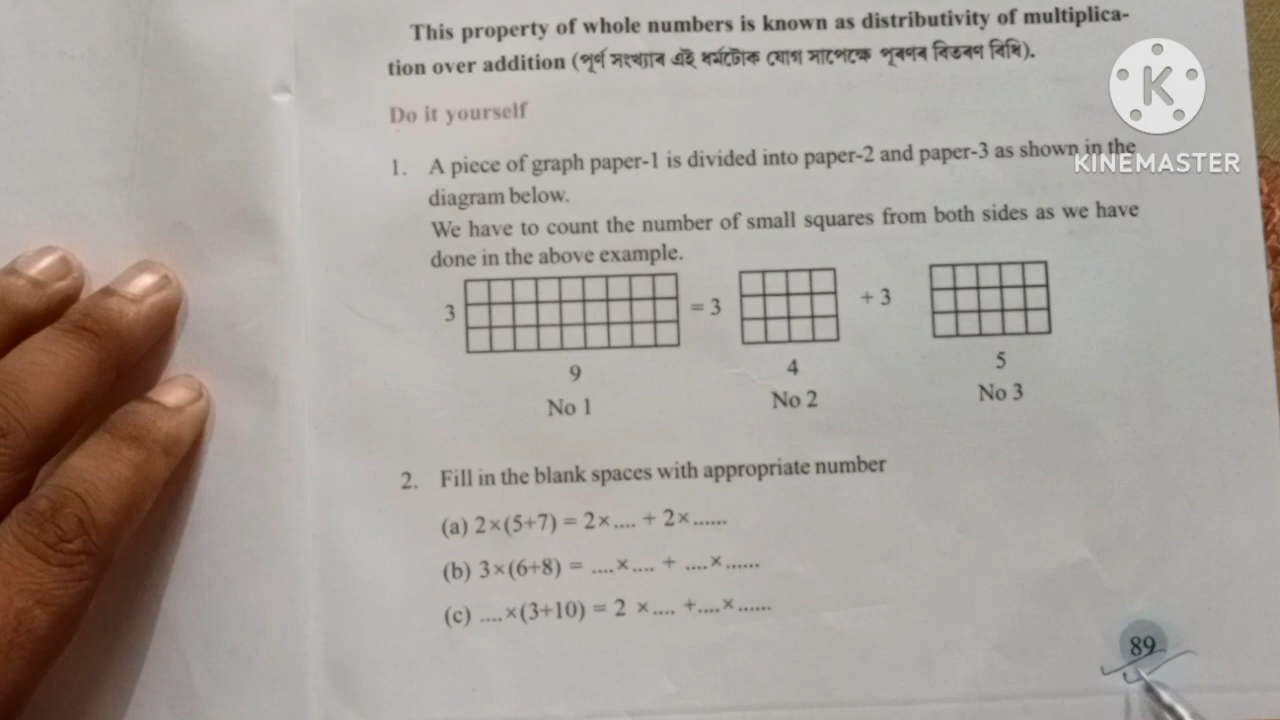 This property of whole numbers is known as distributivity of multiplica-
tion over addition (পূৰ্ণ সংখ্যাৰ এই ধৰ্মটোক যোগ সাপেক্ষে পূৰণৰ বিতৰণ বিধি).
K
KINEMASTER
Do it yourself
1. A piece of graph paper-1 is divided into paper-2 and paper-3 as shown in the
diagram below.
We have to count the number of small squares from both sides as we have
done in the above example.
3 = 3 + 3
9 4 5
No 1 No 2 No 3
2. Fill in the blank spaces with appropriate number
(a) 2×(5+7) = 2×.... + 2×......
(b) 3×(6+8) = ....×.... + ....×......
(c) ....×(3+10) = 2 ×.... +....×......
89